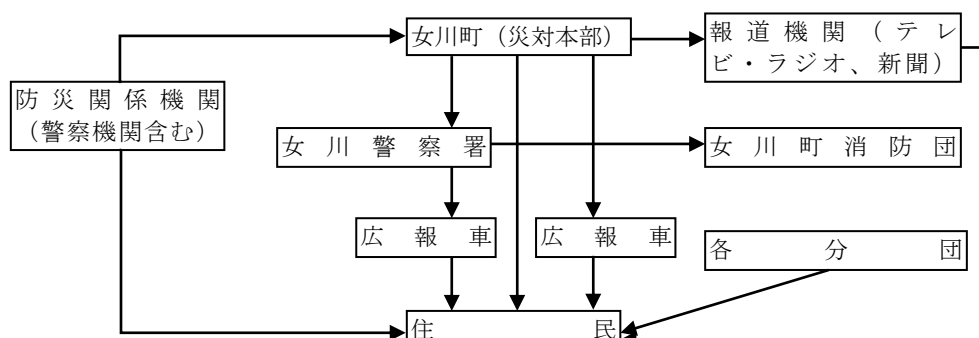 女川町（災対本部）
報道機関（テレ
ビ・ラジオ、新聞）
防災関係機関
（警察機関含む）
女川警察署
女川町消防団
広報車
広報車
各分団
住民